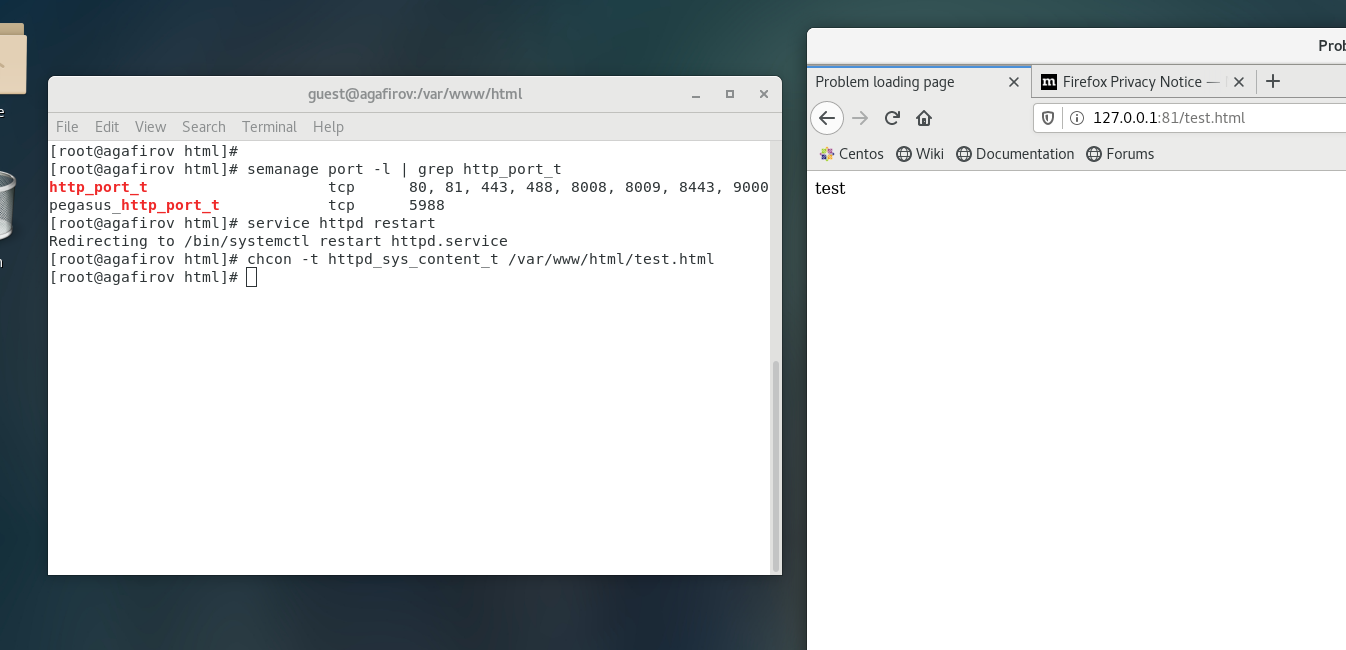 guest@agafirov:/var/www/html
File Edit View Search Terminal Help
[root@agafirov html]#
[root@agafirov html]# semanage port -l | grep http_port_t
http_port_t                    tcp      80, 81, 443, 488, 8008, 8009, 8443, 9000
pegasus_http_port_t            tcp      5988
[root@agafirov html]# service httpd restart
Redirecting to /bin/systemctl restart httpd.service
[root@agafirov html]# chcon -t httpd_sys_content_t /var/www/html/test.html
[root@agafirov html]#
Prob
Problem loading page
Firefox Privacy Notice —
127.0.0.1:81/test.html
Centos Wiki Documentation Forums
test